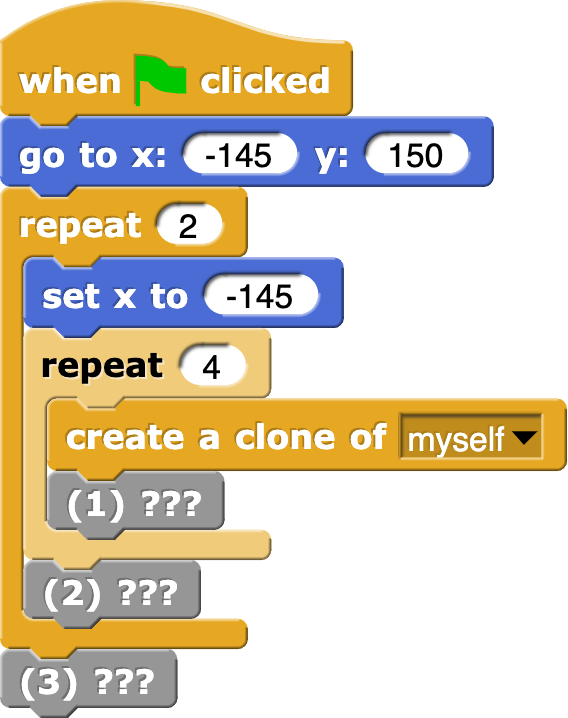 when clicked
go to x: -145 y: 150
repeat 2
set x to -145
repeat 4
create a clone of myself
(1) ???
(2) ???
(3) ???